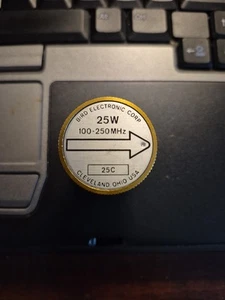 BIRD ELECTRONIC CORP.
25W
100-250MHz
25C
CLEVELAND OHIO USA